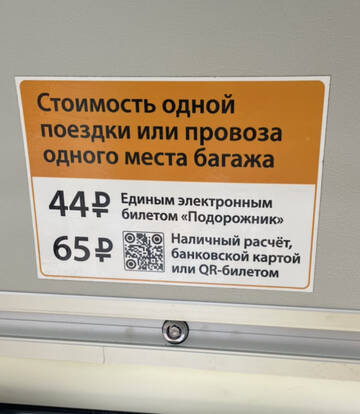 Стоимость одной
поездки или провоза
одного места багажа
44₽ Единым электронным
билетом «Подорожник»
65₽ Наличный расчёт,
банковской картой
или QR-билетом